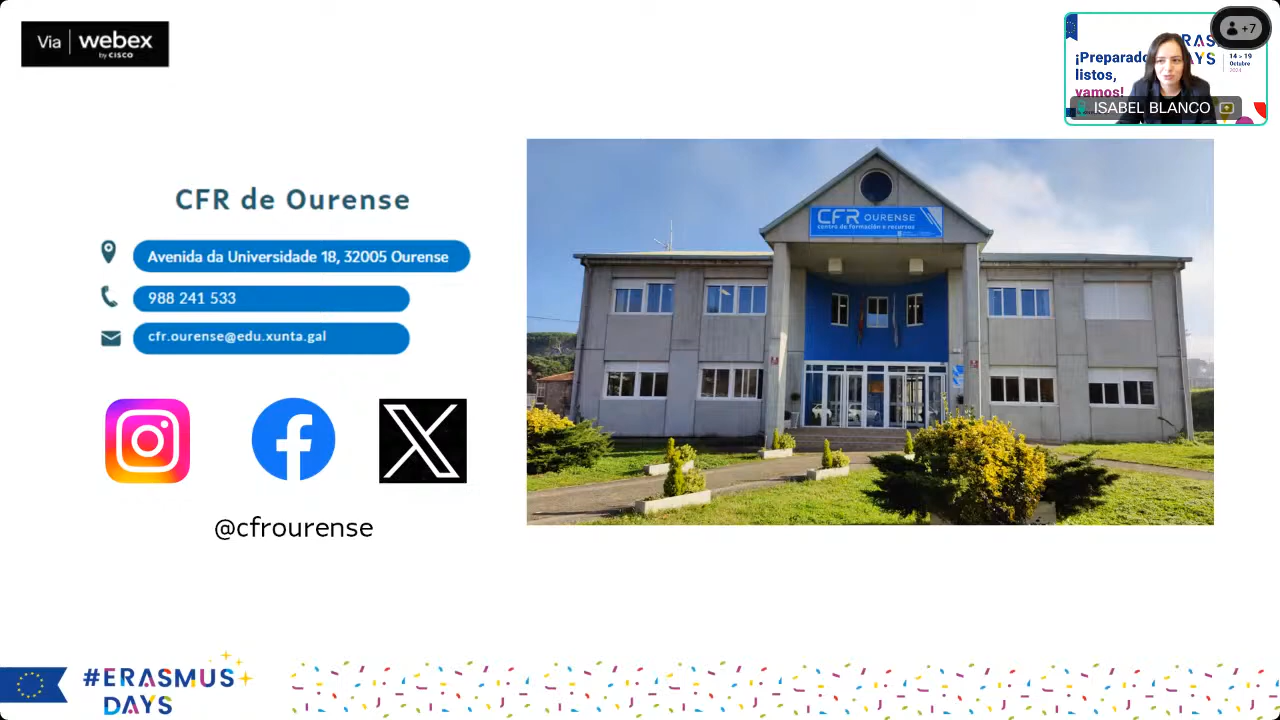 Via webex
by CISCO
+7
¡Preparado
listos,
vamos!
14 > 19
Octubre
2024
ISABEL BLANCO
CFR de Ourense
Avenida da Universidade 18, 32005 Ourense
988 241 533
cfr.ourense@edu.xunta.gal
@cfrourense
CFR OURENSE
centro de formación e recursos
#ERASMUS
DAYS